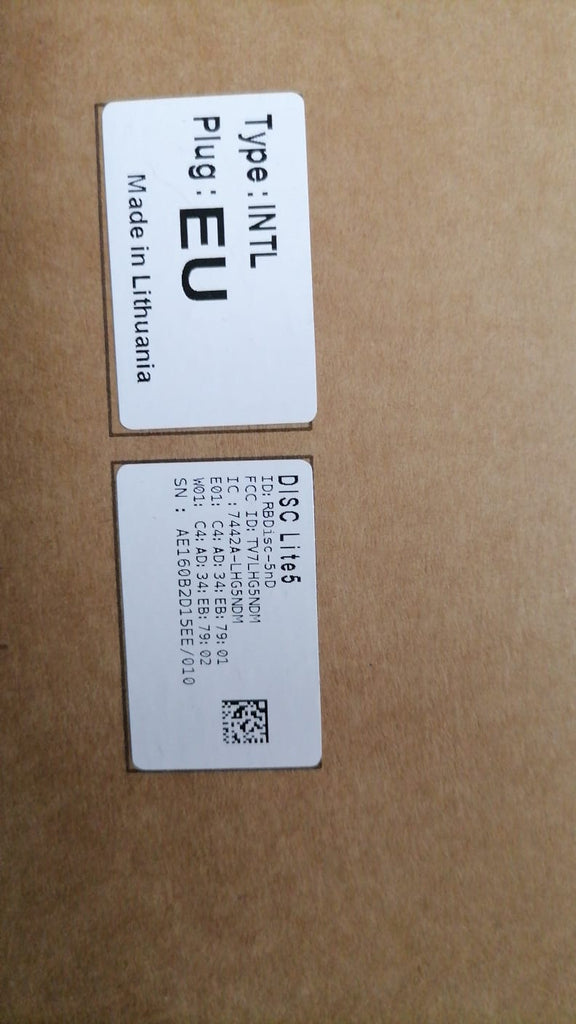 Type: INTL
Plug: EU
Made in Lithuania
DISC Lite5
ID: RBDisc-5nD
FCC ID: TV7LHG5NDM
IC : 7442A-LHG5NDM
E01: C4: AD: 34: EB: 79: 01
W01: C4: AD: 34: EB: 79: 02
SN : AE160B2D15EE/010